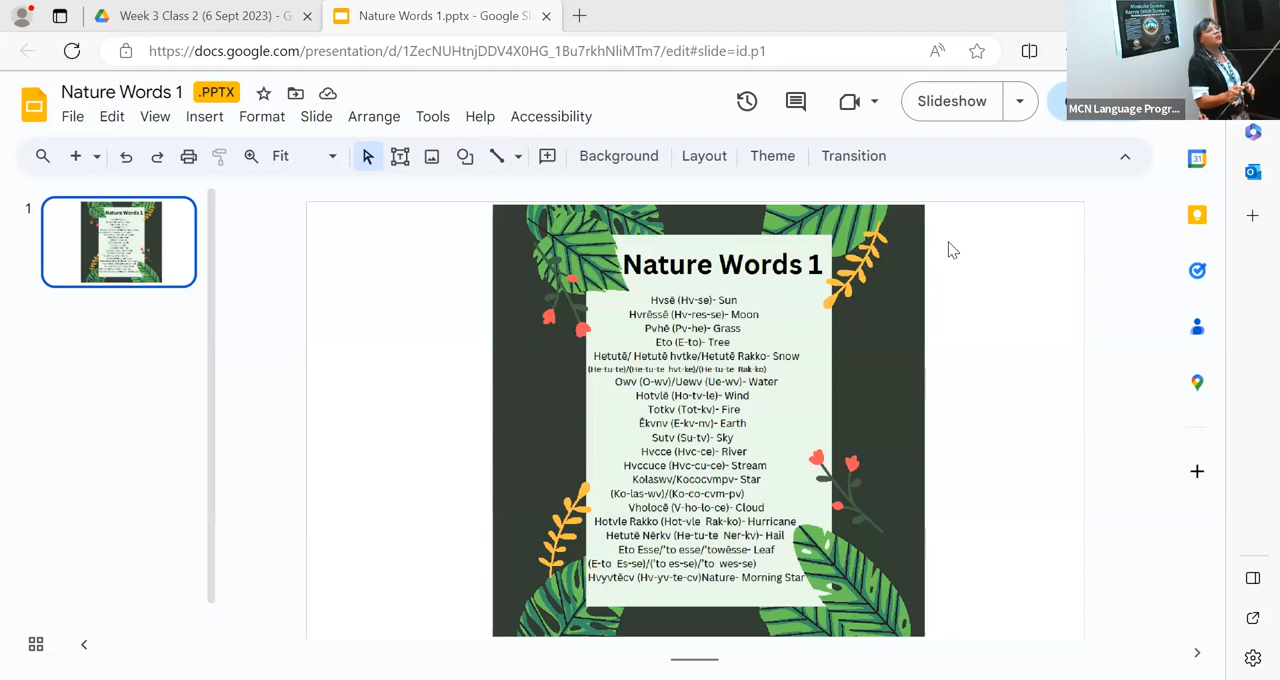 Week 3 Class 2 (6 Sept 2023) - G
Nature Words 1.pptx - Google Sl
https://docs.google.com/presentation/d/1ZecNUHtnjDDV4X0HG_1Bu7rkhNliMTm7/edit#slide=id.p1
Nature Words 1 .PPTX
File Edit View Insert Format Slide Arrange Tools Help Accessibility
Slideshow
MCN Language Progr...
Fit
Background Layout Theme Transition
31
1
Nature Words 1
Hvsē (Hv-se)- Sun
Hvrēssē (Hv-res-se)- Moon
Pvhē (Pv-he)- Grass
Eto (E-to)- Tree
Hetutē/ Hetutē hvtke/Hetutē Rakko- Snow
(He-tu-te)/(He-tu-te hvt-ke)/(He-tu-te Rak-ko)
Owv (O-wv)/Uewv (Ue-wv)- Water
Hotvlē (Ho-tv-le)- Wind
Totkv (Tot-kv)- Fire
Ēkvnv (E-kv-nv)- Earth
Sutv (Su-tv)- Sky
Hvcce (Hvc-ce)- River
Hvccuce (Hvc-cu-ce)- Stream
Kolaswv/Kococvmpv- Star
(Ko-las-wv)/(Ko-co-cvm-pv)
Vholocē (V-ho-lo-ce)- Cloud
Hotvle Rakko (Hot-vle Rak-ko)- Hurricane
Hetutē Nērkv (He-tu-te Ner-kv)- Hail
Eto Esse/'to esse/'towēsse- Leaf
(E-to Es-se)/('to es-se)/'to wes-se)
Hvyvtēcv (Hv-yv-te-cv)Nature- Morning Star